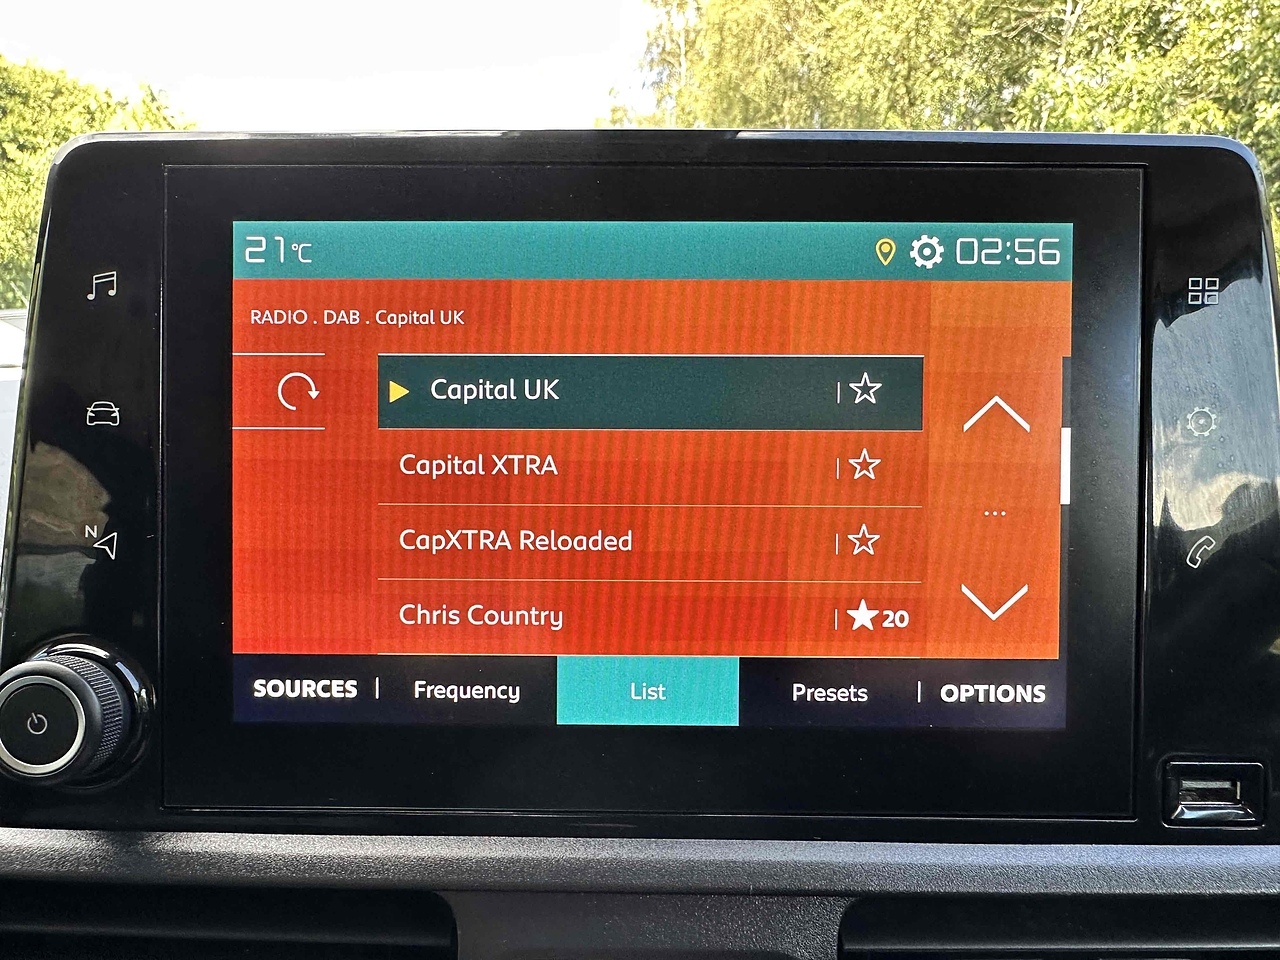 21°C 02:56
RADIO . DAB . Capital UK
Capital UK
Capital XTRA
CapXTRA Reloaded
Chris Country 20
N
SOURCES | Frequency List Presets | OPTIONS